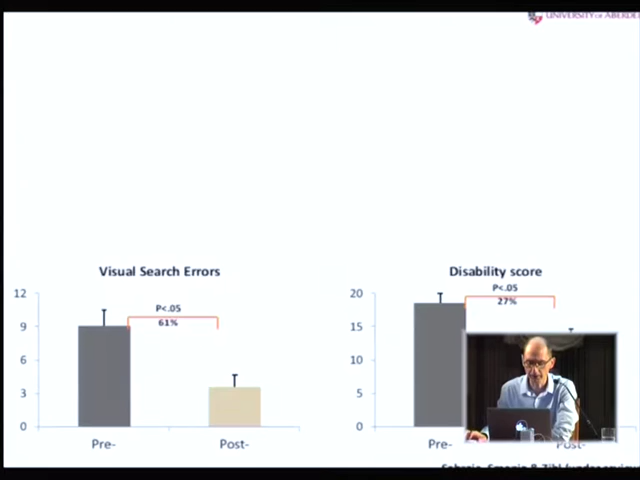 UNIVERSITY OF ABERDE
Visual Search Errors
12
9
6
3
0
P<.05
61%
Pre-
Post-
Disability score
20
15
10
5
0
P<.05
27%
Pre-
Post-